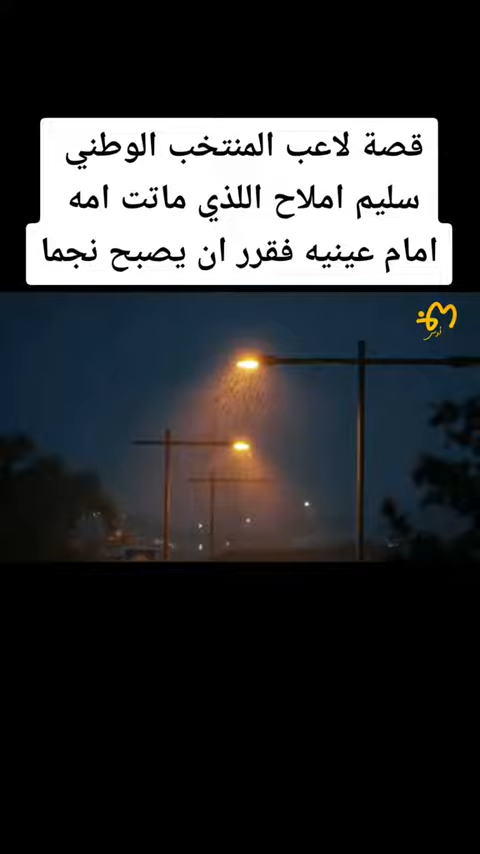 قصة لاعب المنتخب الوطني
سليم املاح اللذي ماتت امه
امام عينيه فقرر ان يصبح نجما